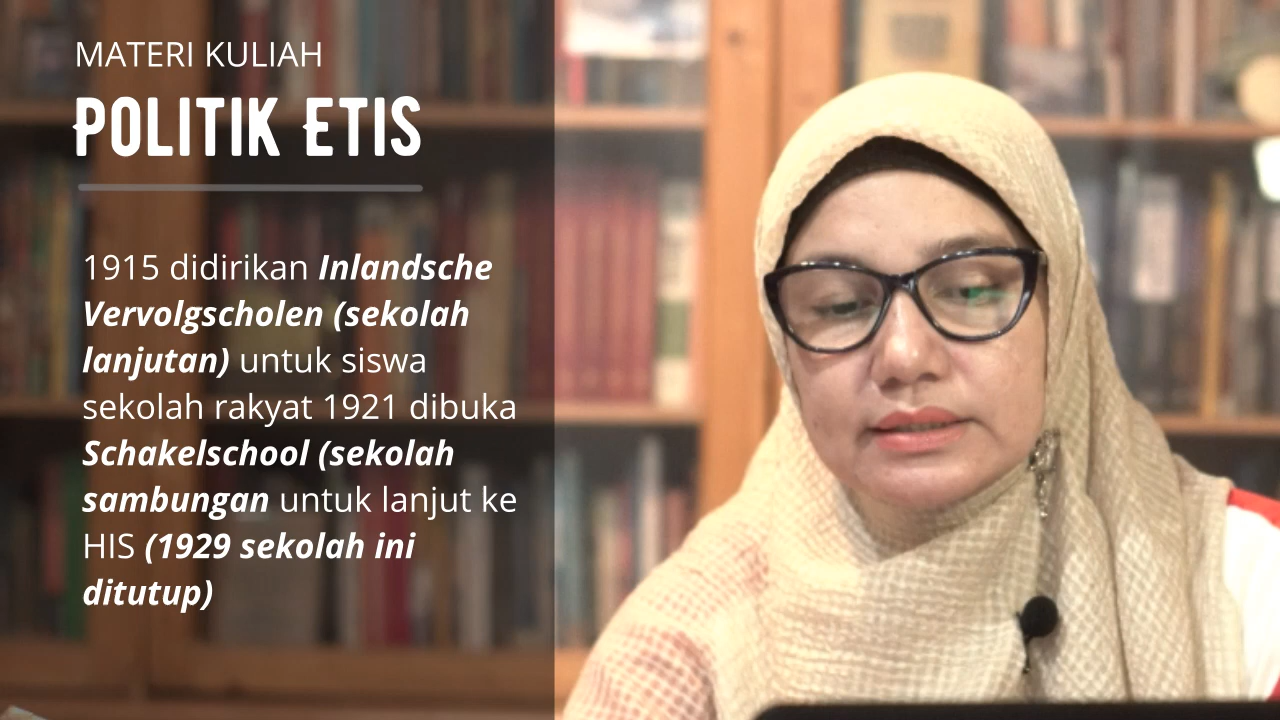 MATERI KULIAH
POLITIK ETIS
1915 didirikan Inlandsche
Vervolgscholen (sekolah
lanjutan) untuk siswa
sekolah rakyat 1921 dibuka
Schakelschool (sekolah
sambungan untuk lanjut ke
HIS (1929 sekolah ini
ditutup)